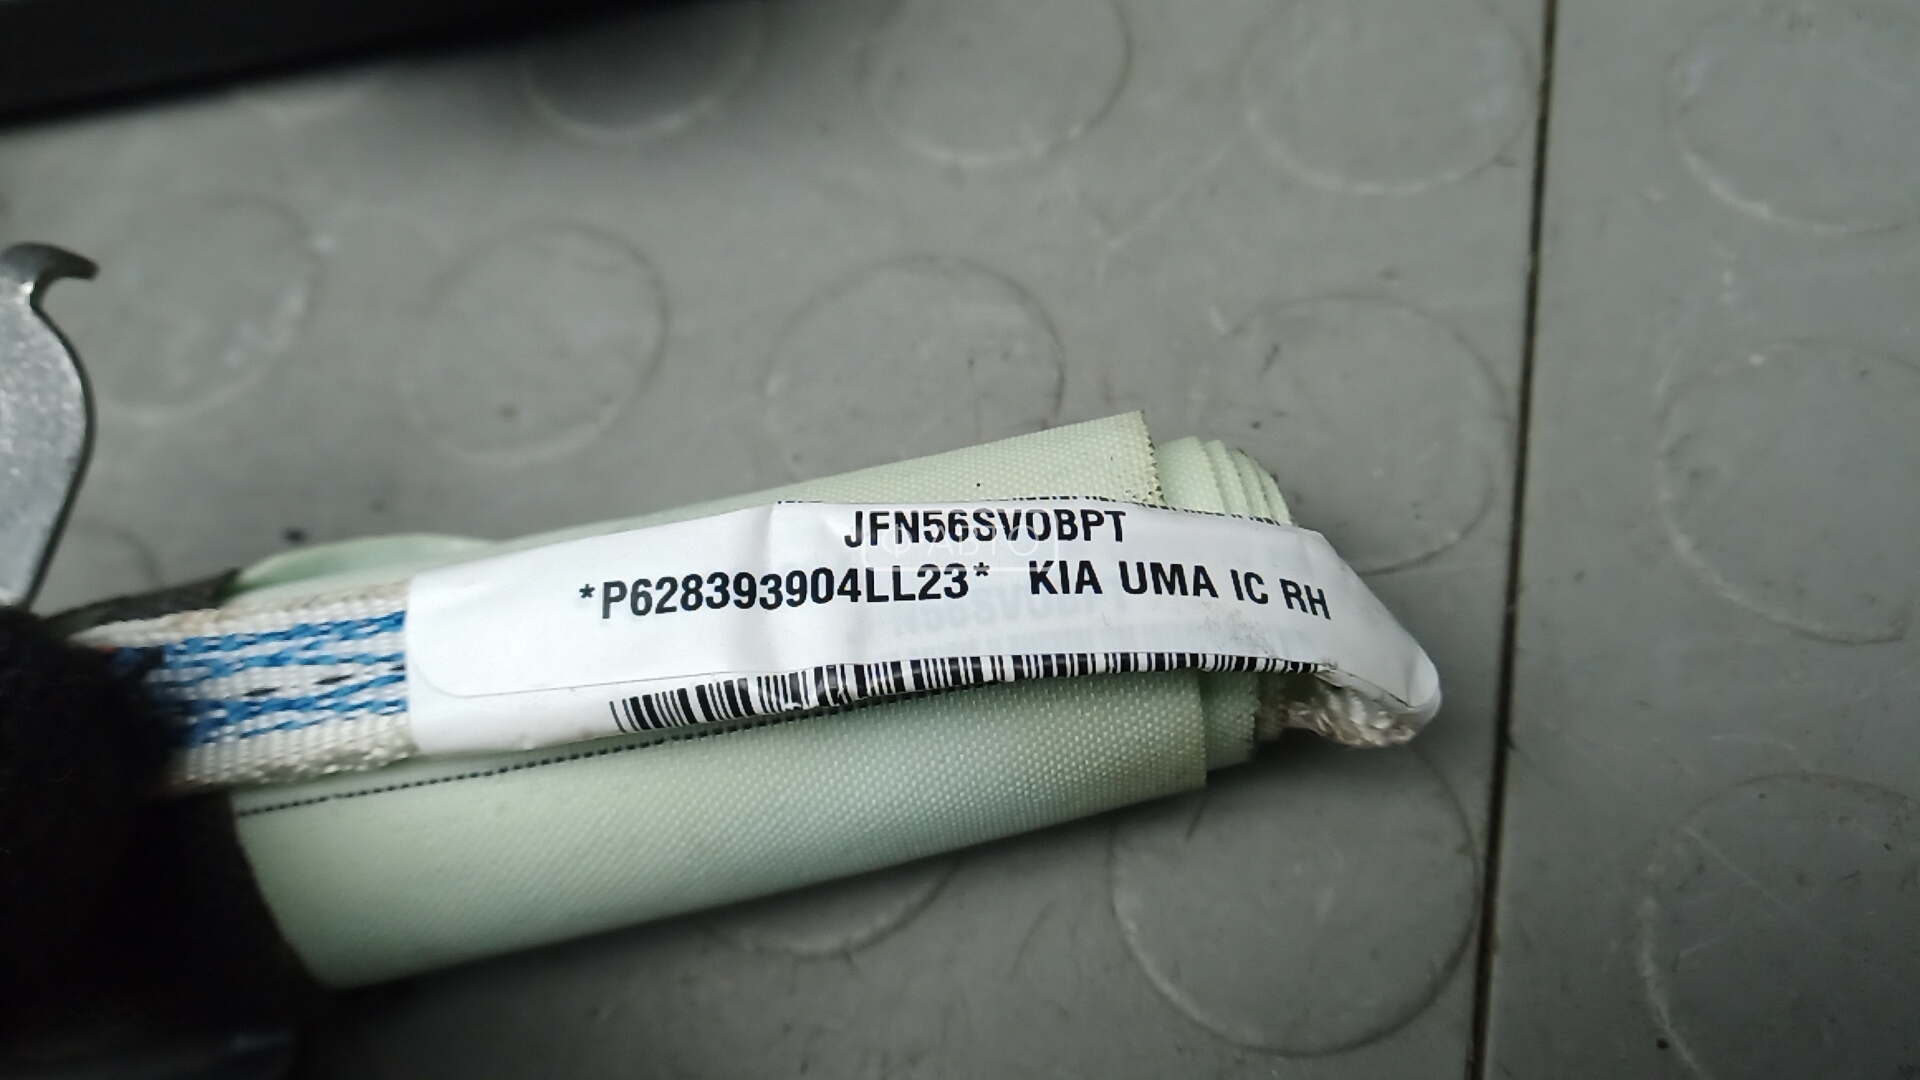 JFN56SVOBPT
*P628393904LL23* KIA UMA IC RH